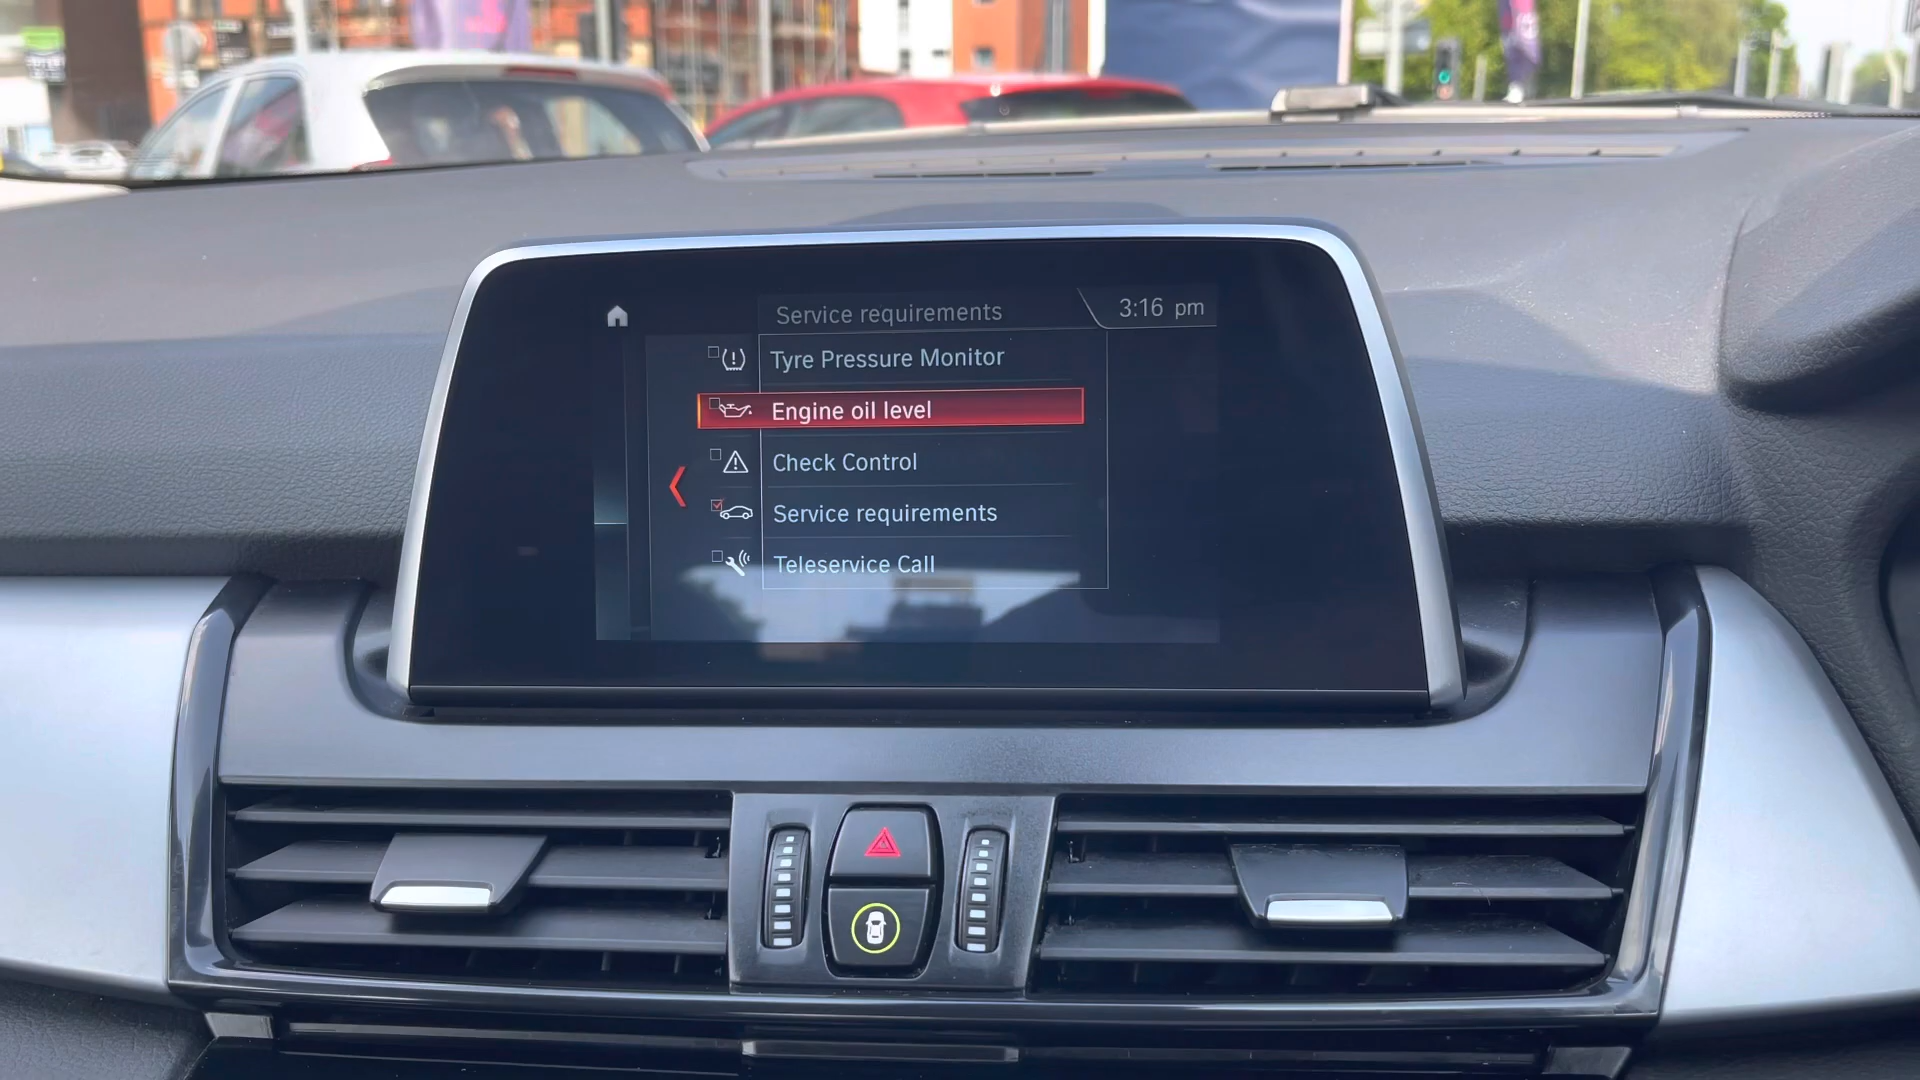 Service requirements
3:16 pm
Tyre Pressure Monitor
Engine oil level
Check Control
Service requirements
Teleservice Call